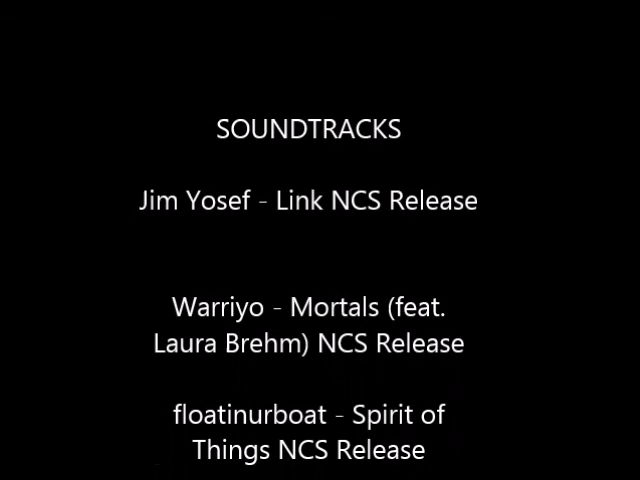 SOUNDTRACKS
Jim Yosef - Link NCS Release
Warriyo - Mortals (feat.
Laura Brehm) NCS Release
floatinurboat - Spirit of
Things NCS Release